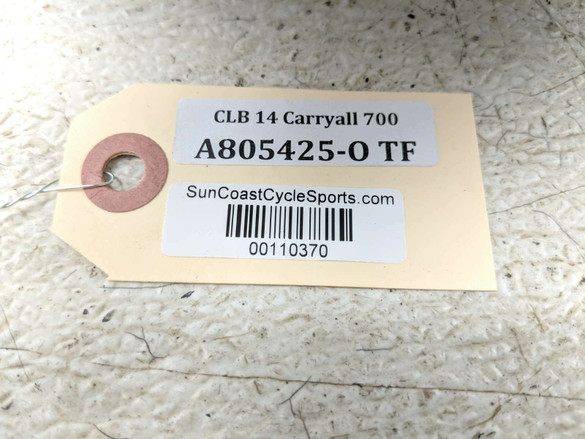 CLB 14 Carryall 700
A805425-O TF
SunCoastCycleSports.com
00110370